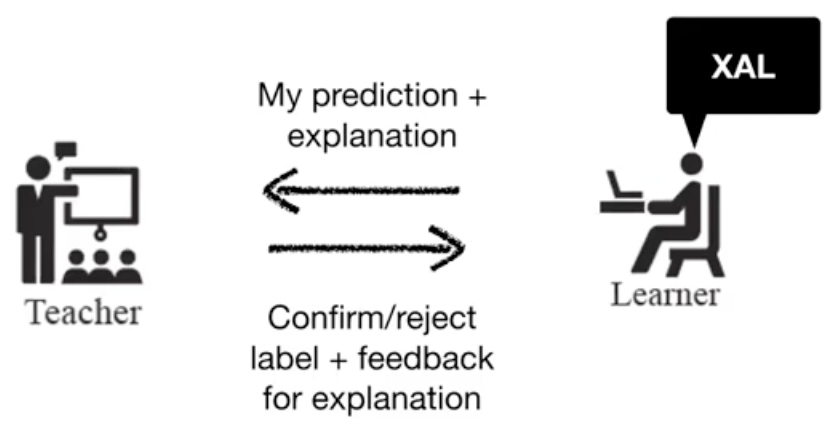 XAL
My prediction +
explanation
Teacher
Learner
Confirm/reject
label + feedback
for explanation